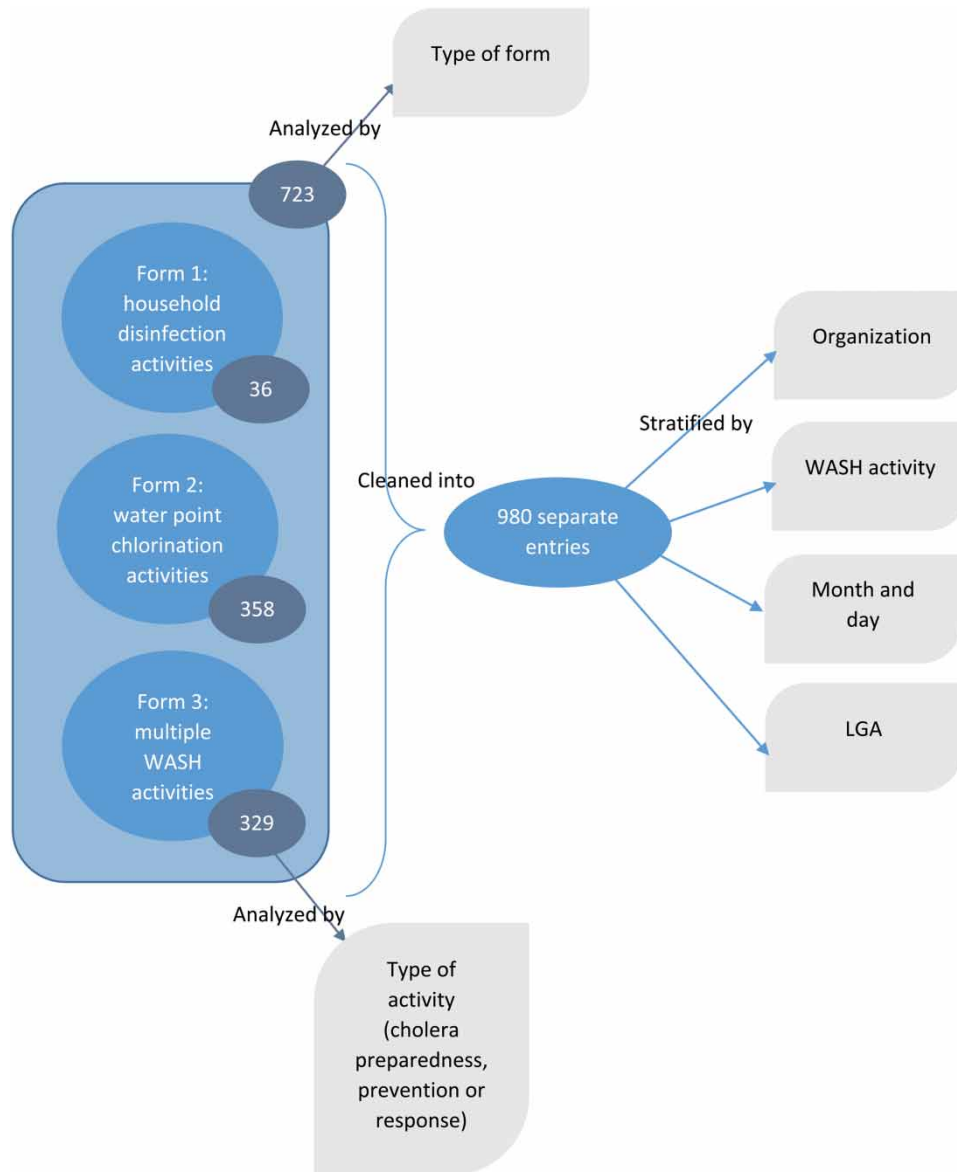 Type of form
Analyzed by
723
Form 1:
household
disinfection
activities
36
Form 2:
water point
chlorination
activities
358
Form 3:
multiple
WASH
activities
329
Analyzed by
Type of
activity
(cholera
preparedness,
prevention or
response)
Cleaned into
980 separate
entries
Stratified by
Organization
WASH activity
Month and
day
LGA